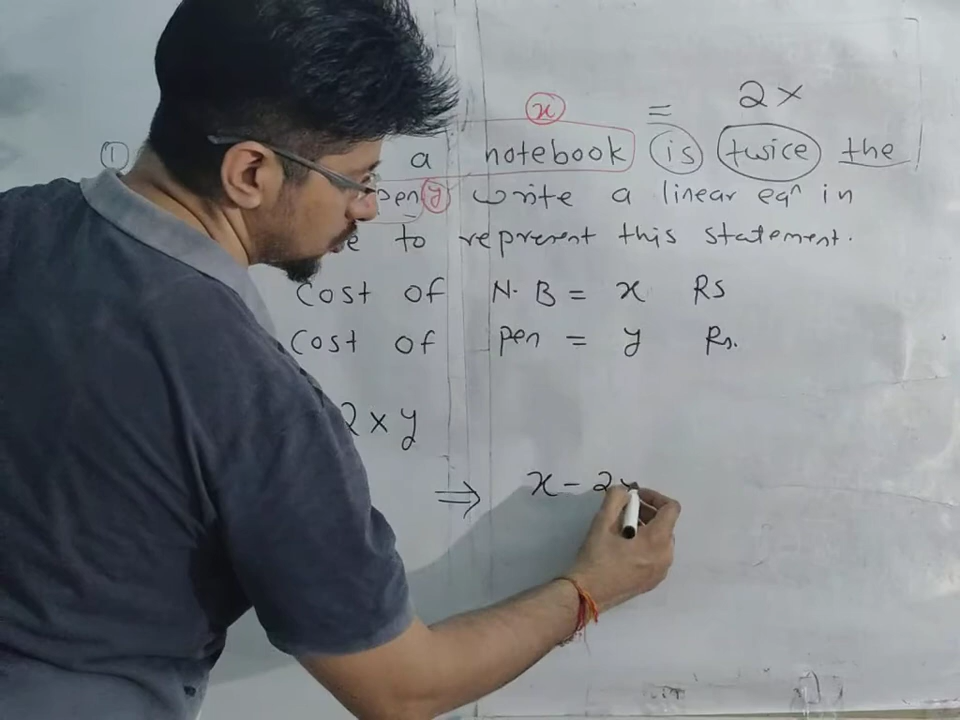 x = 2x
① a notebook is twice the
pen y write a linear eqⁿ in
to represent this statement.
Cost of N.B = x Rs
Cost of pen = y Rs.
2 x y
⇒ x - 2y